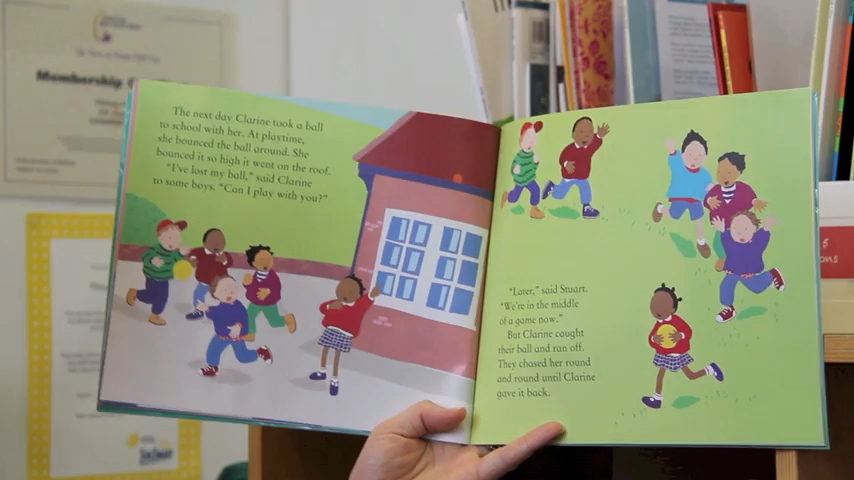 Membership
The next day Clarine took a ball
to school with her. At playtime,
she bounced the ball around. She
bounced it so high it went on the roof.
"I've lost my ball," said Clarine
to some boys. "Can I play with you?"
"Later," said Stuart.
"We're in the middle
of a game now."
But Clarine caught
their ball and ran off.
They chased her round
and round until Clarine
gave it back.